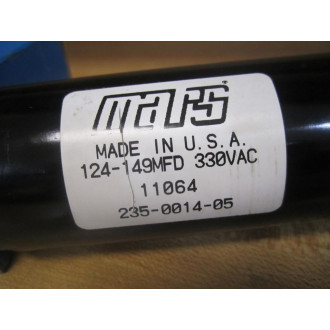 mars
MADE IN U.S.A.
124-149MFD 330VAC
11064
235-0014-05